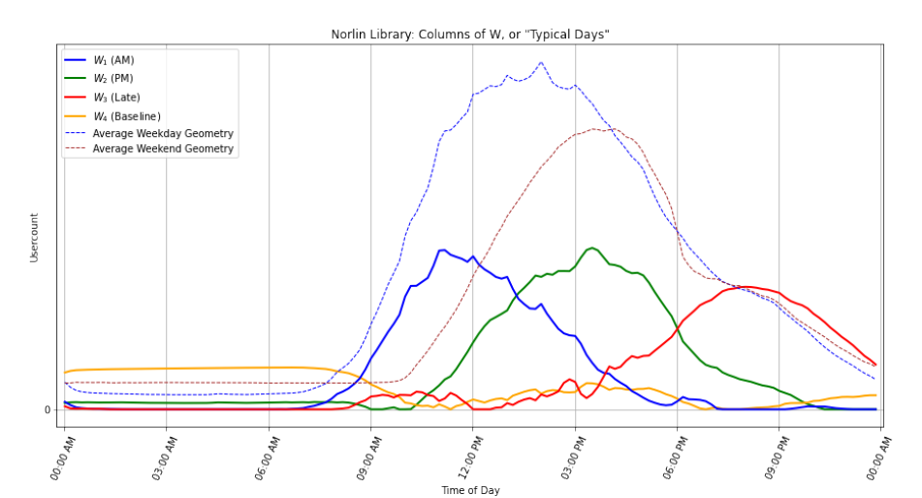 Norlin Library: Columns of W, or "Typical Days"
W₁ (AM)
W₂ (PM)
W₃ (Late)
W₄ (Baseline)
Average Weekday Geometry
Average Weekend Geometry
Usercount
0
00:00 AM
03:00 AM
06:00 AM
09:00 AM
12:00 PM
03:00 PM
06:00 PM
09:00 PM
00:00 AM
Time of Day